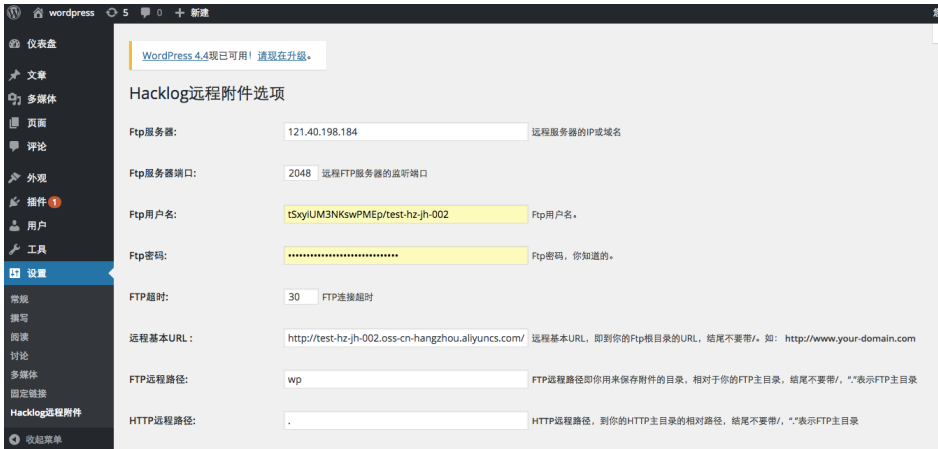 wordpress 5 0 + 新建
仪表盘
文章
多媒体
页面
评论
外观
插件 1
用户
工具
设置
常规
撰写
阅读
讨论
多媒体
固定链接
Hacklog远程附件
收起菜单
WordPress 4.4现已可用！请现在升级。
Hacklog远程附件选项
Ftp服务器: 121.40.198.184 远程服务器的IP或域名
Ftp服务器端口: 2048 远程FTP服务器的监听端口
Ftp用户名: tSxyiUM3NKswPMEp/test-hz-jh-002 Ftp用户名。
Ftp密码: •••••••••••••••••••••••••••••• Ftp密码，你知道的。
FTP超时: 30 FTP连接超时
远程基本URL： http://test-hz-jh-002.oss-cn-hangzhou.aliyuncs.com/ 远程基本URL，即到你的Ftp根目录的URL，结尾不要带/。如： http://www.your-domain.com
FTP远程路径: wp FTP远程路径即你用来保存附件的目录，相对于你的FTP主目录，结尾不要带/，“.”表示FTP主目录
HTTP远程路径: . HTTP远程路径，到你的HTTP主目录的相对路径，结尾不要带/，“.”表示FTP主目录